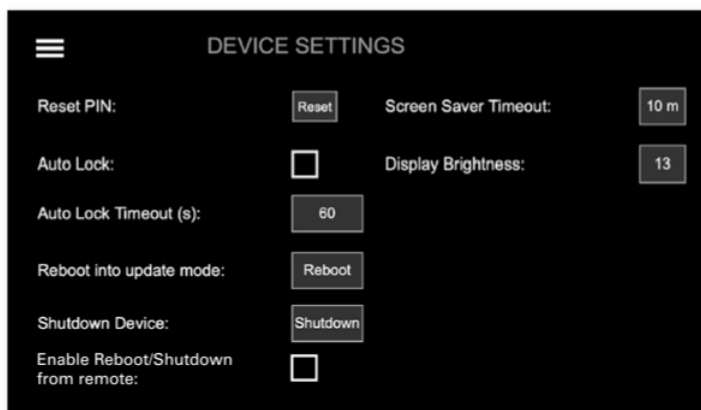 DEVICE SETTINGS
Reset PIN:
Reset
Screen Saver Timeout:
10 m
Auto Lock:
Display Brightness:
13
Auto Lock Timeout (s):
60
Reboot into update mode:
Reboot
Shutdown Device:
Shutdown
Enable Reboot/Shutdown
from remote: